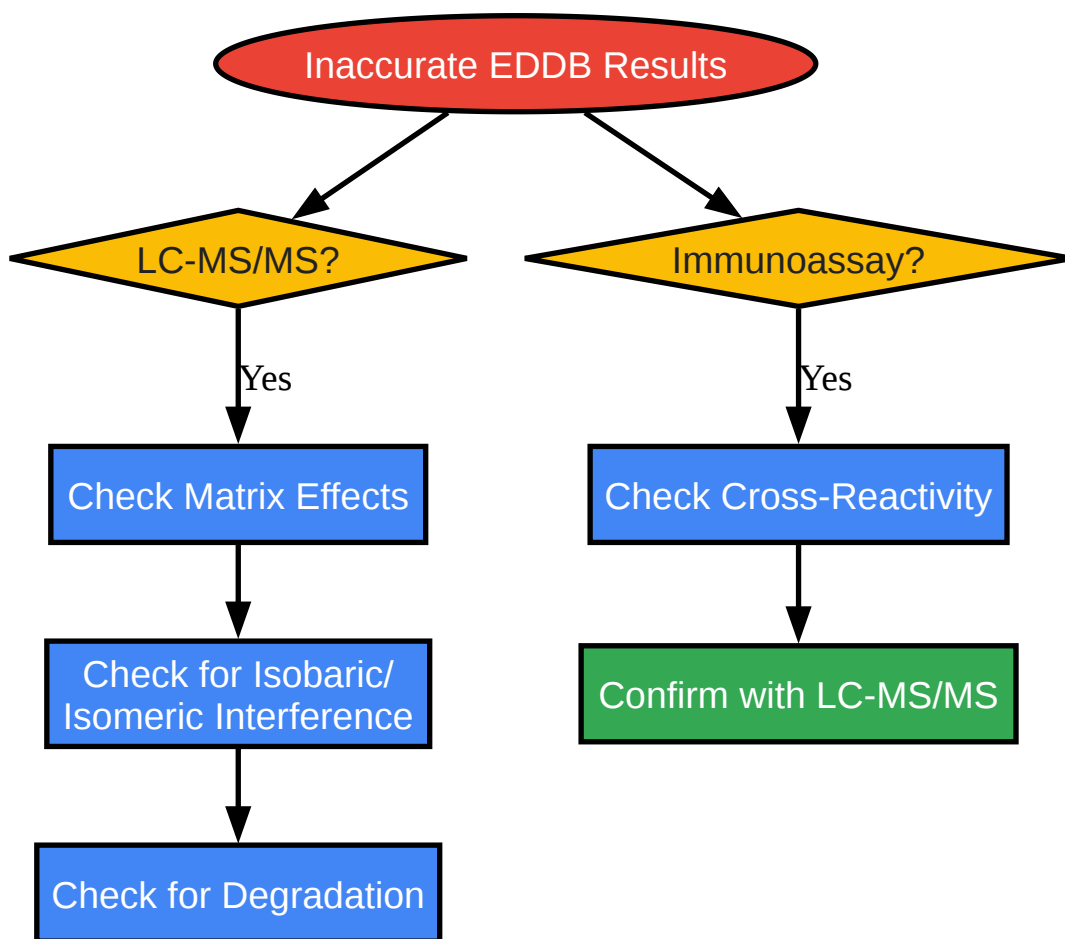 Inaccurate EDDB Results
LC-MS/MS?
Immunoassay?
Yes
Yes
Check Matrix Effects
Check Cross-Reactivity
Check for Isobaric/
Isomeric Interference
Confirm with LC-MS/MS
Check for Degradation